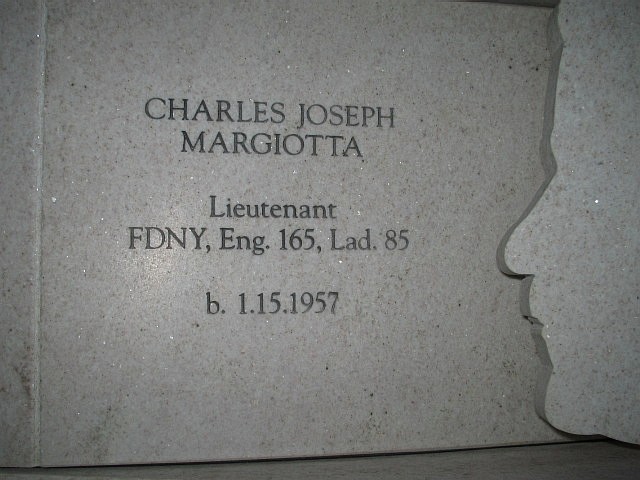 CHARLES JOSEPH
MARGIOTTA
Lieutenant
FDNY, Eng. 165, Lad. 85
b. 1.15.1957